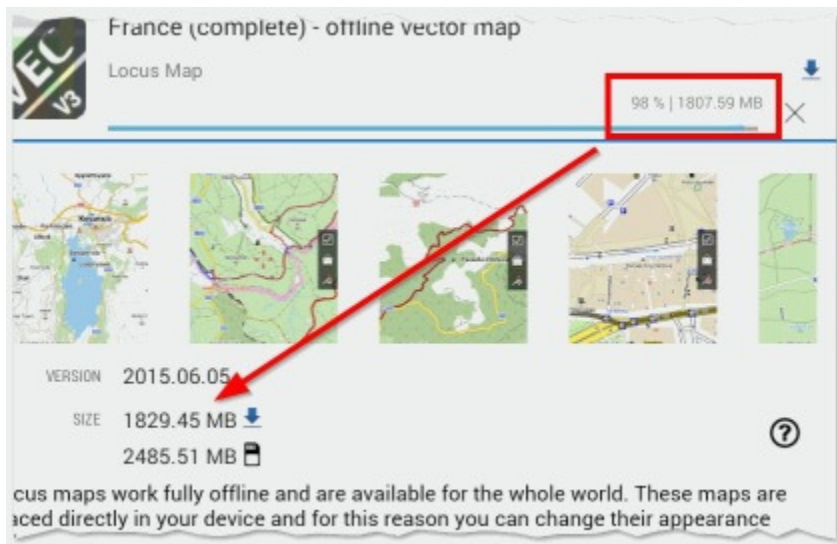 France (complete) - offline vector map
VEC
V3
Locus Map
98 % | 1807.59 MB
VERSION 2015.06.05
SIZE 1829.45 MB
2485.51 MB
?
cus maps work fully offline and are available for the whole world. These maps are
aced directly in your device and for this reason you can change their appearance